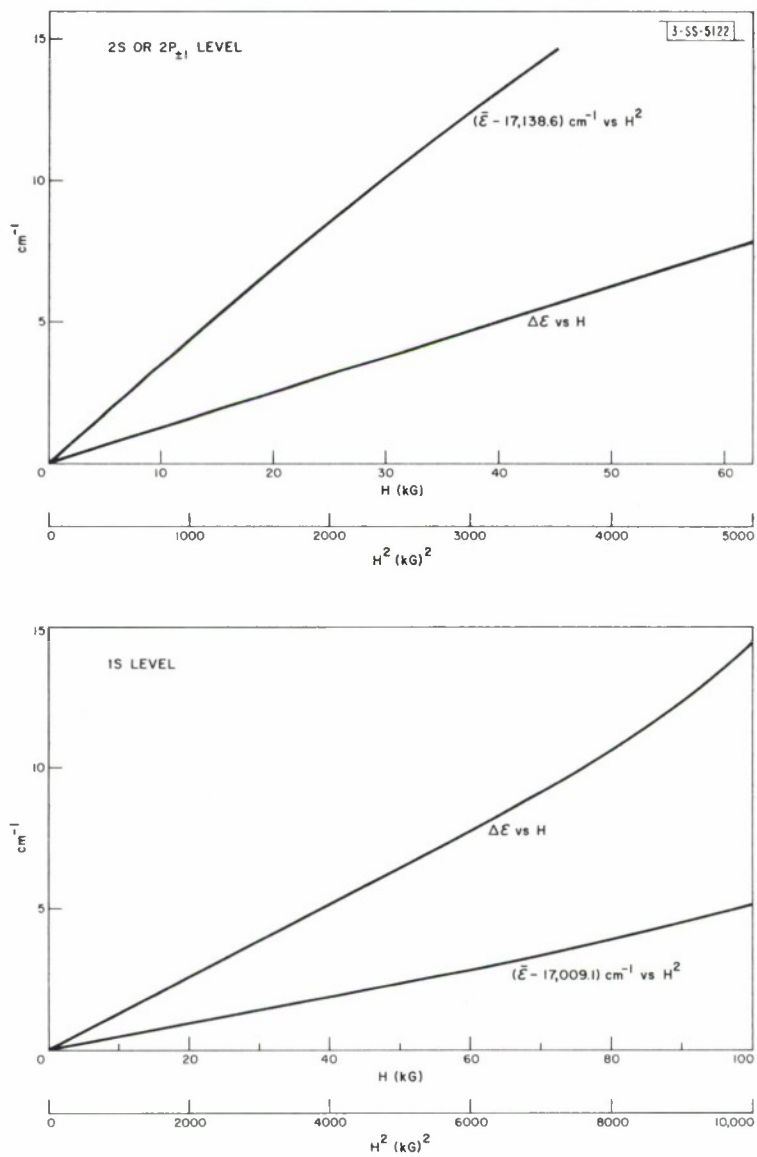 3-SS-5122
2S OR 2P±1 LEVEL
15
10
5
0
cm⁻¹
(Ē − 17,138.6) cm⁻¹ vs H²
ΔE vs H
10 20 30 40 50 60
H (kG)
0 1000 2000 3000 4000 5000
H² (kG)²
1S LEVEL
15
10
5
0
cm⁻¹
ΔE vs H
(Ē − 17,009.1) cm⁻¹ vs H²
20 40 60 80 100
H (kG)
0 2000 4000 6000 8000 10,000
H² (kG)²